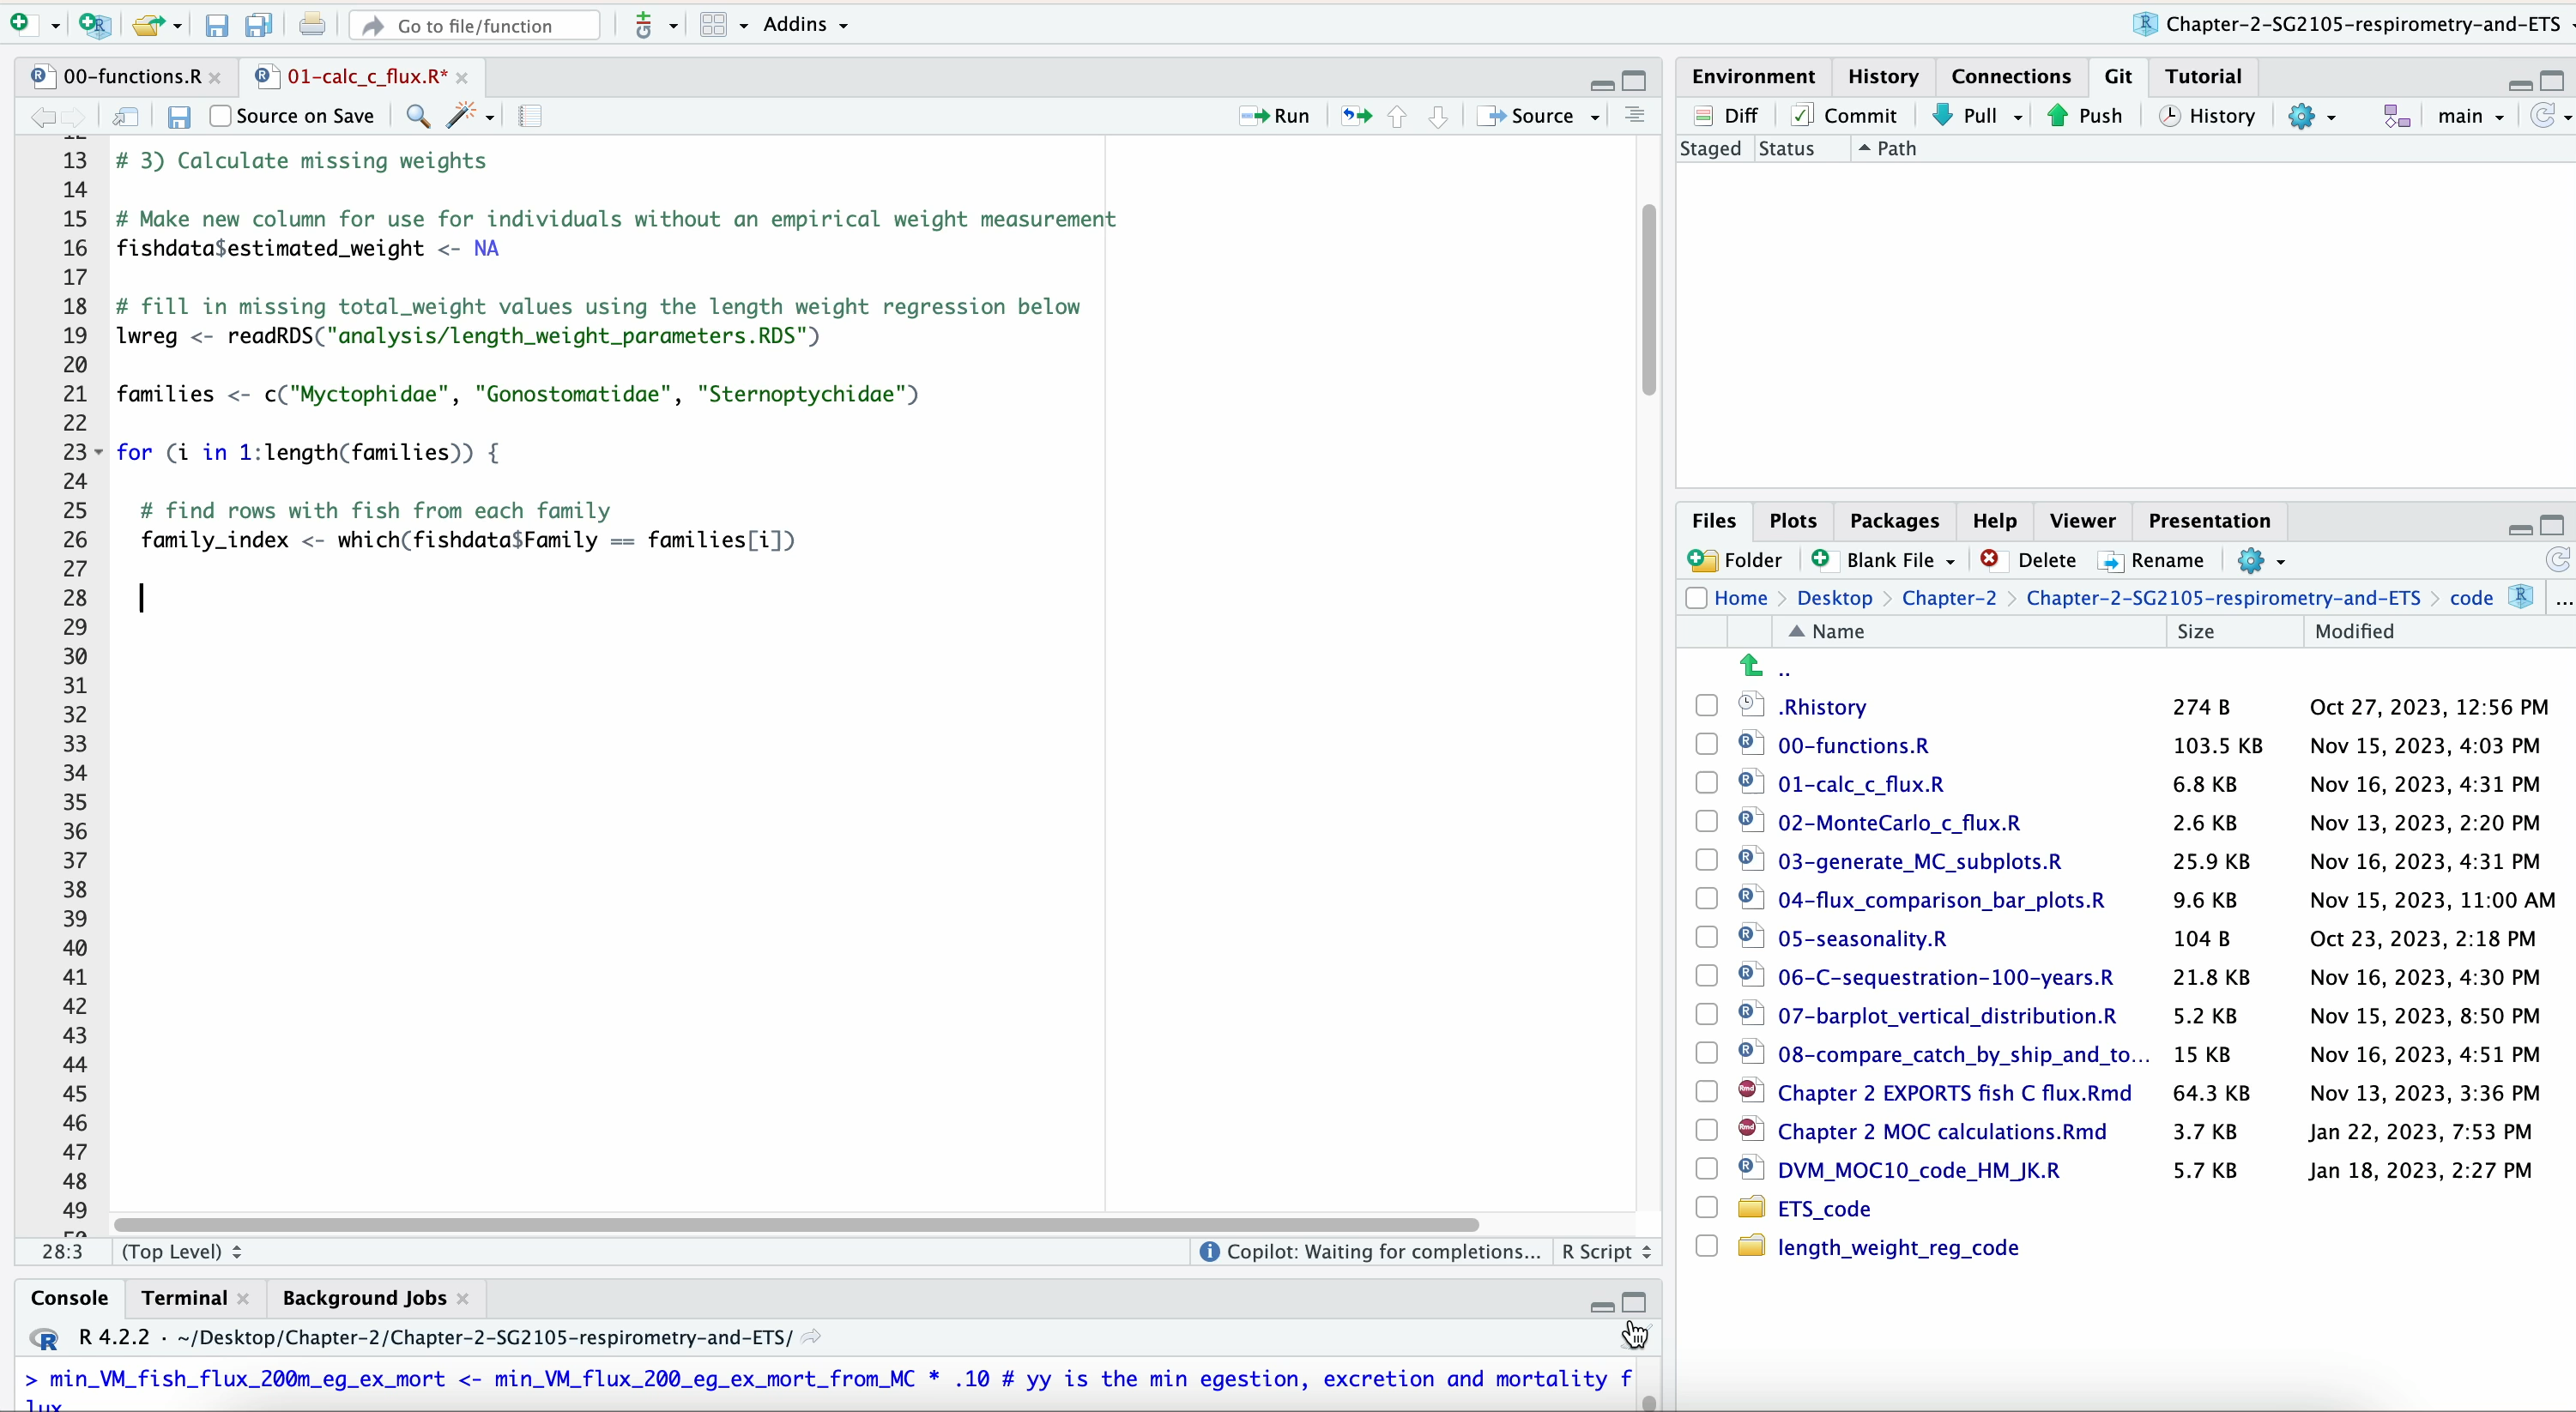 Go to file/function
Addins
Chapter-2-SG2105-respirometry-and-ETS
00-functions.R
01-calc_c_flux.R*
Source on Save
Run
Source
13 # 3) Calculate missing weights
14
15 # Make new column for use for individuals without an empirical weight measurement
16 fishdata$estimated_weight <- NA
17
18 # fill in missing total_weight values using the length weight regression below
19 lwreg <- readRDS("analysis/length_weight_parameters.RDS")
20
21 families <- c("Myctophidae", "Gonostomatidae", "Sternoptychidae")
22
23 for (i in 1:length(families)) {
24
25 # find rows with fish from each family
26 family_index <- which(fishdata$Family == families[i])
27
28
29
30
31
32
33
34
35
36
37
38
39
40
41
42
43
44
45
46
47
48
49
28:3 (Top Level) Copilot: Waiting for completions... R Script
Console Terminal Background Jobs
R 4.2.2 · ~/Desktop/Chapter-2/Chapter-2-SG2105-respirometry-and-ETS/
> min_VM_fish_flux_200m_eg_ex_mort <- min_VM_flux_200_eg_ex_mort_from_MC * .10 # yy is the min egestion, excretion and mortality f
lux
Environment History Connections Git Tutorial
Diff Commit Pull Push History main
Staged Status Path
Files Plots Packages Help Viewer Presentation
Folder Blank File Delete Rename
Home Desktop Chapter-2 Chapter-2-SG2105-respirometry-and-ETS code ...
Name Size Modified
..
.Rhistory 274 B Oct 27, 2023, 12:56 PM
00-functions.R 103.5 KB Nov 15, 2023, 4:03 PM
01-calc_c_flux.R 6.8 KB Nov 16, 2023, 4:31 PM
02-MonteCarlo_c_flux.R 2.6 KB Nov 13, 2023, 2:20 PM
03-generate_MC_subplots.R 25.9 KB Nov 16, 2023, 4:31 PM
04-flux_comparison_bar_plots.R 9.6 KB Nov 15, 2023, 11:00 AM
05-seasonality.R 104 B Oct 23, 2023, 2:18 PM
06-C-sequestration-100-years.R 21.8 KB Nov 16, 2023, 4:30 PM
07-barplot_vertical_distribution.R 5.2 KB Nov 15, 2023, 8:50 PM
08-compare_catch_by_ship_and_to... 15 KB Nov 16, 2023, 4:51 PM
Chapter 2 EXPORTS fish C flux.Rmd 64.3 KB Nov 13, 2023, 3:36 PM
Chapter 2 MOC calculations.Rmd 3.7 KB Jan 22, 2023, 7:53 PM
DVM_MOC10_code_HM_JK.R 5.7 KB Jan 18, 2023, 2:27 PM
ETS_code
length_weight_reg_code